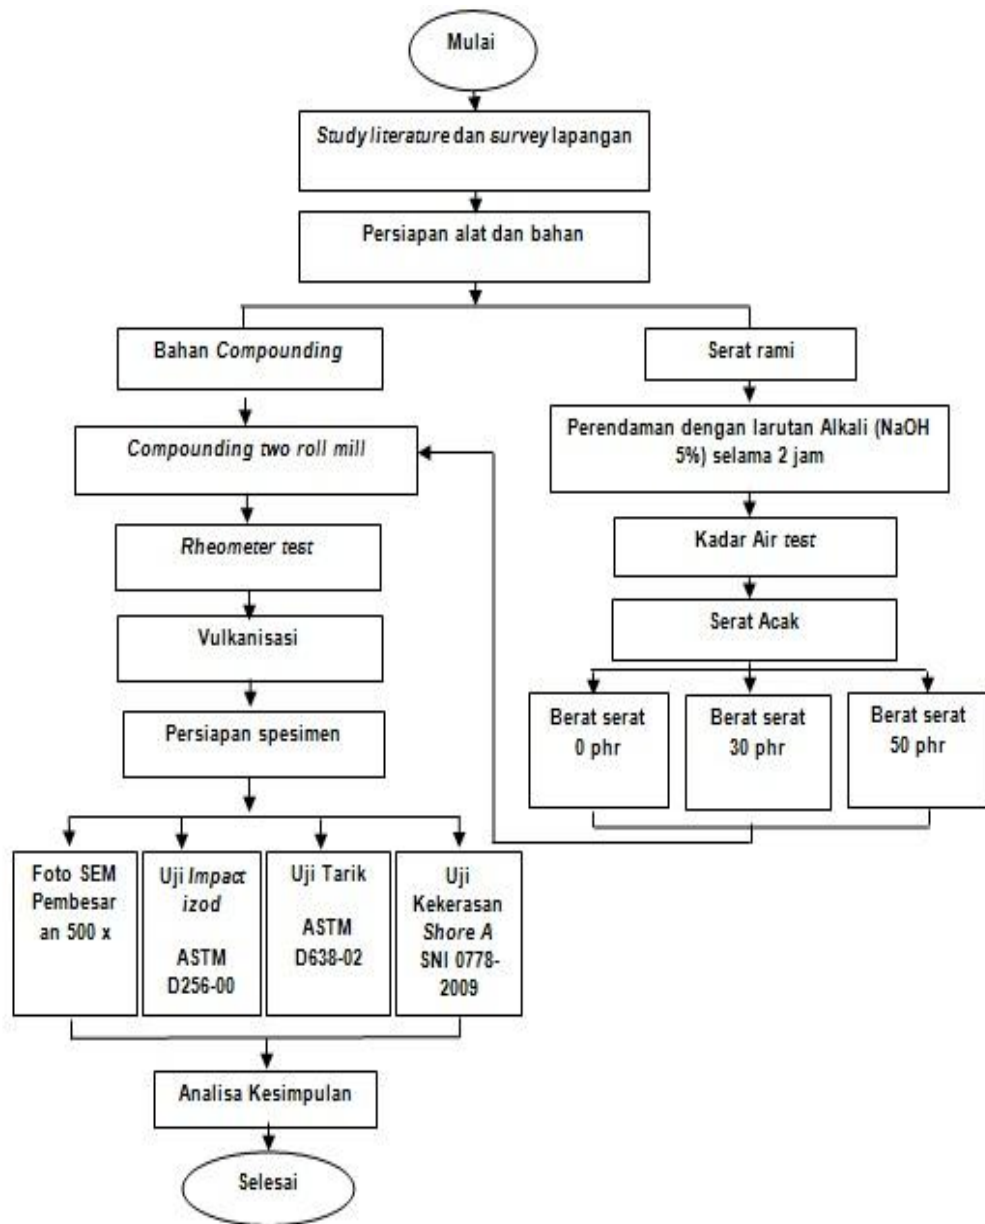 Mulai
Study literature dan survey lapangan
Persiapan alat dan bahan
Bahan Compounding
Serat rami
Compounding two roll mill
Perendaman dengan larutan Alkali (NaOH
5%) selama 2 jam
Rheometer test
Kadar Air test
Vulkanisasi
Serat Acak
Persiapan spesimen
Berat serat
0 phr
Berat serat
30 phr
Berat serat
50 phr
Foto SEM
Pembesar
an 500 x
Uji Impact
izod
ASTM
D256-00
Uji Tarik
ASTM
D638-02
Uji
Kekerasan
Shore A
SNI 0778-
2009
Analisa Kesimpulan
Selesai